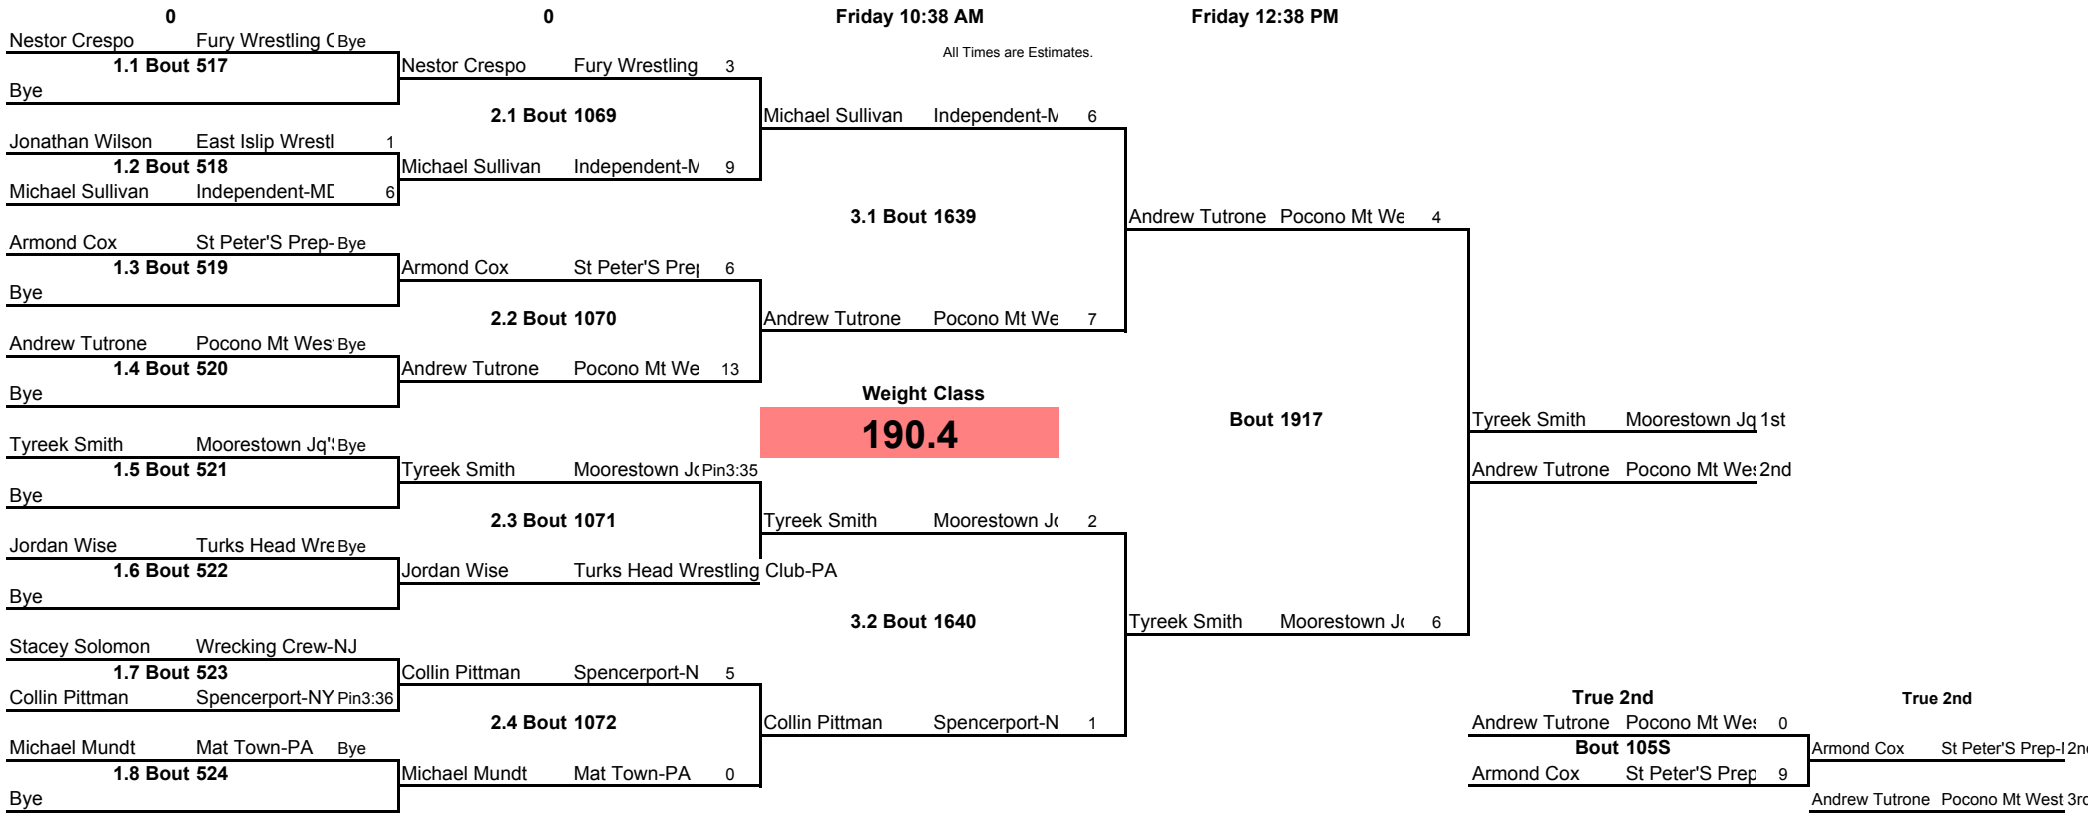 0 0 Friday 10:38 AM Friday 12:38 PM
Nestor Crespo Fury Wrestling C Bye
All Times are Estimates.
1.1 Bout 517 Nestor Crespo Fury Wrestling 3
Bye
2.1 Bout 1069 Michael Sullivan Independent-M 6
Jonathan Wilson East Islip Wrestl 1
1.2 Bout 518 Michael Sullivan Independent-M 9
Michael Sullivan Independent-MD 6
3.1 Bout 1639 Andrew Tutrone Pocono Mt We 4
Armond Cox St Peter'S Prep- Bye
1.3 Bout 519 Armond Cox St Peter'S Prep 6
Bye
2.2 Bout 1070 Andrew Tutrone Pocono Mt We 7
Andrew Tutrone Pocono Mt Wes Bye
1.4 Bout 520 Andrew Tutrone Pocono Mt We 13
Bye Weight Class
Bout 1917 Tyreek Smith Moorestown Jq 1st
190.4
Tyreek Smith Moorestown Jq' Bye
1.5 Bout 521 Tyreek Smith Moorestown Jq Pin3:35 Andrew Tutrone Pocono Mt Wes 2nd
Bye
2.3 Bout 1071 Tyreek Smith Moorestown Jq 2
Jordan Wise Turks Head Wre Bye
1.6 Bout 522 Jordan Wise Turks Head Wrestling Club-PA
Bye
3.2 Bout 1640 Tyreek Smith Moorestown Jq 6
Stacey Solomon Wrecking Crew-NJ
1.7 Bout 523 Collin Pittman Spencerport-N 5
Collin Pittman Spencerport-NY Pin3:36 True 2nd True 2nd
2.4 Bout 1072 Collin Pittman Spencerport-N 1 Andrew Tutrone Pocono Mt Wes 0
Michael Mundt Mat Town-PA Bye Bout 105S Armond Cox St Peter'S Prep-N 2nd
1.8 Bout 524 Michael Mundt Mat Town-PA 0 Armond Cox St Peter'S Prep 9
Bye Andrew Tutrone Pocono Mt West 3rd